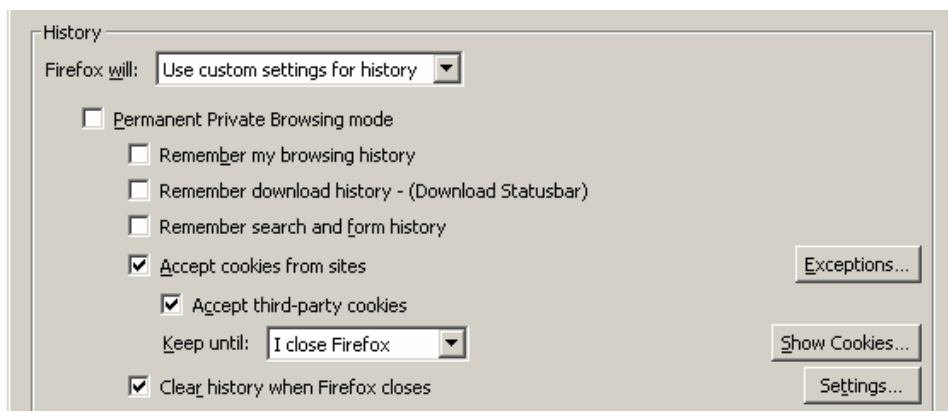 History
Firefox will: Use custom settings for history
Permanent Private Browsing mode
Remember my browsing history
Remember download history - (Download Statusbar)
Remember search and form history
Accept cookies from sites Exceptions...
Accept third-party cookies
Keep until: I close Firefox Show Cookies...
Clear history when Firefox closes Settings...